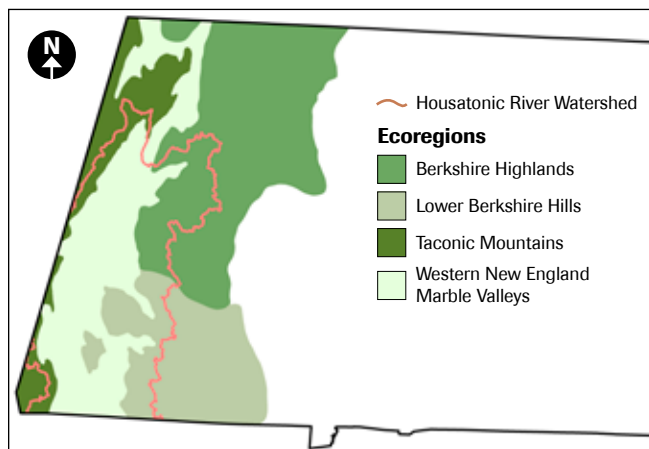 N
Housatonic River Watershed
Ecoregions
Berkshire Highlands
Lower Berkshire Hills
Taconic Mountains
Western New England
Marble Valleys